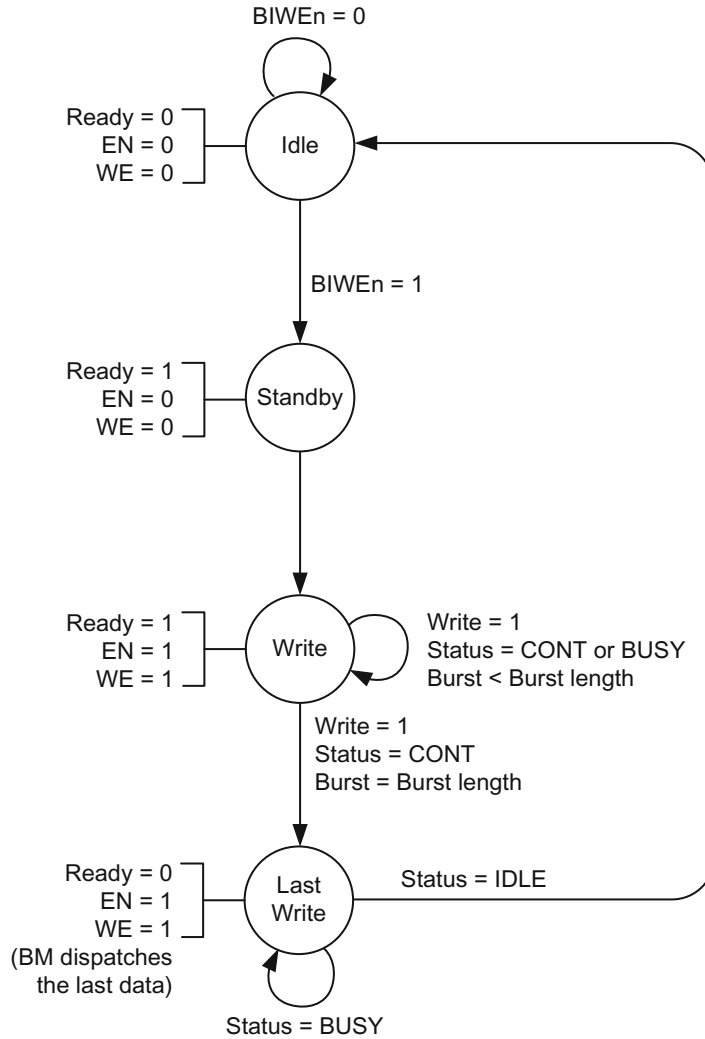 BIWEn = 0
Ready = 0
EN = 0
WE = 0
Idle
BIWEn = 1
Ready = 1
EN = 0
WE = 0
Standby
Ready = 1
EN = 1
WE = 1
Write
Write = 1
Status = CONT or BUSY
Burst < Burst length
Write = 1
Status = CONT
Burst = Burst length
Ready = 0
EN = 1
WE = 1
(BM dispatches
the last data)
Last
Write
Status = IDLE
Status = BUSY